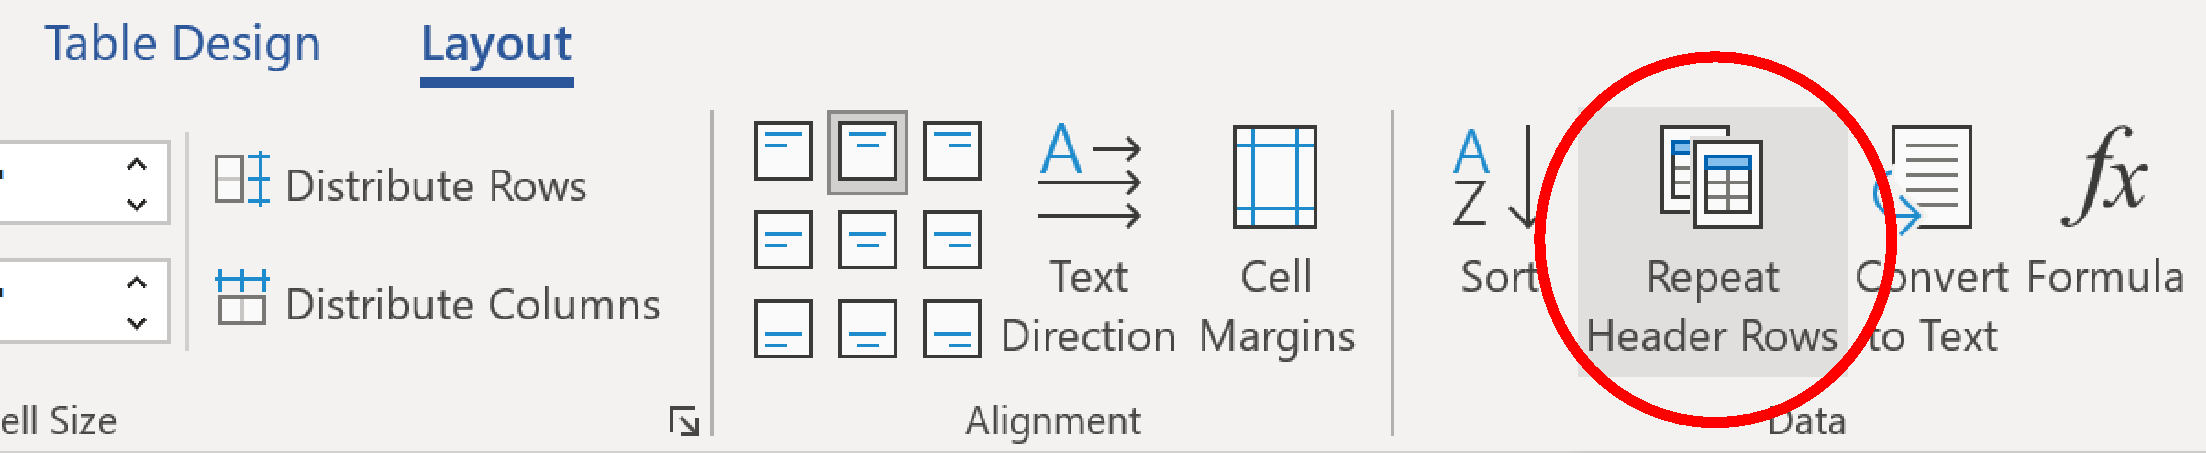 Table Design Layout
Distribute Rows
Distribute Columns
ell Size
A
Text
Direction
Cell
Margins
Alignment
A
Z
Sort
Repeat
Header Rows
Convert
to Text
fx
Formula
Data